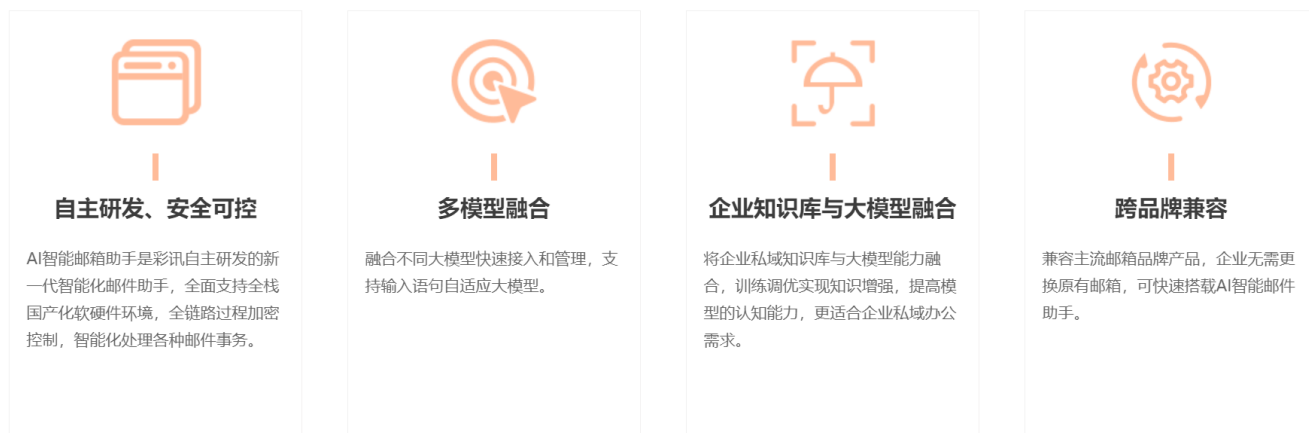 自主研发、安全可控
AI智能邮箱助手是彩讯自主研发的新
一代智能化邮件助手，全面支持全栈
国产化软硬件环境，全链路过程加密
控制，智能化处理各种邮件事务。
多模型融合
融合不同大模型快速接入和管理，支
持输入语句自适应大模型。
企业知识库与大模型融合
将企业私域知识库与大模型能力融
合，训练调优实现知识增强，提高模
型的认知能力，更适合企业私域办公
需求。
跨品牌兼容
兼容主流邮箱品牌产品，企业无需更
换原有邮箱，可快速搭载AI智能邮件
助手。